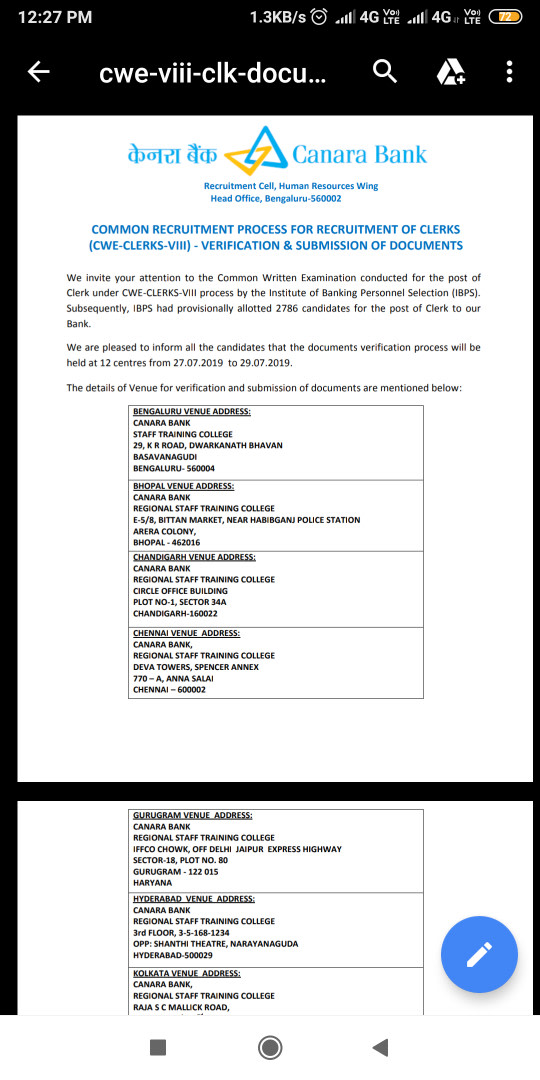 12:27 PM 1.3KB/s 4G VoLTE 4G VoLTE 72
cwe-viii-clk-docu...
केनरा बैंक Canara Bank
Recruitment Cell, Human Resources Wing
Head Office, Bengaluru-560002
COMMON RECRUITMENT PROCESS FOR RECRUITMENT OF CLERKS
(CWE-CLERKS-VIII) - VERIFICATION & SUBMISSION OF DOCUMENTS
We invite your attention to the Common Written Examination conducted for the post of
Clerk under CWE-CLERKS-VIII process by the Institute of Banking Personnel Selection (IBPS).
Subsequently, IBPS had provisionally allotted 2786 candidates for the post of Clerk to our
Bank.
We are pleased to inform all the candidates that the documents verification process will be
held at 12 centres from 27.07.2019 to 29.07.2019.
The details of Venue for verification and submission of documents are mentioned below:
BENGALURU VENUE ADDRESS:
CANARA BANK
STAFF TRAINING COLLEGE
29, K R ROAD, DWARKANATH BHAVAN
BASAVANAGUDI
BENGALURU- 560004
BHOPAL VENUE ADDRESS:
CANARA BANK
REGIONAL STAFF TRAINING COLLEGE
E-5/8, BITTAN MARKET, NEAR HABIBGANJ POLICE STATION
ARERA COLONY,
BHOPAL - 462016
CHANDIGARH VENUE ADDRESS:
CANARA BANK
REGIONAL STAFF TRAINING COLLEGE
CIRCLE OFFICE BUILDING
PLOT NO-1, SECTOR 34A
CHANDIGARH-160022
CHENNAI VENUE ADDRESS:
CANARA BANK,
REGIONAL STAFF TRAINING COLLEGE
DEVA TOWERS, SPENCER ANNEX
770 – A, ANNA SALAI
CHENNAI – 600002
GURUGRAM VENUE ADDRESS:
CANARA BANK
REGIONAL STAFF TRAINING COLLEGE
IFFCO CHOWK, OFF DELHI JAIPUR EXPRESS HIGHWAY
SECTOR-18, PLOT NO. 80
GURUGRAM - 122 015
HARYANA
HYDERABAD VENUE ADDRESS:
CANARA BANK
REGIONAL STAFF TRAINING COLLEGE
3rd FLOOR, 3-5-168-1234
OPP: SHANTHI THEATRE, NARAYANAGUDA
HYDERABAD-500029
KOLKATA VENUE ADDRESS:
CANARA BANK,
REGIONAL STAFF TRAINING COLLEGE
RAJA S C MALLICK ROAD,